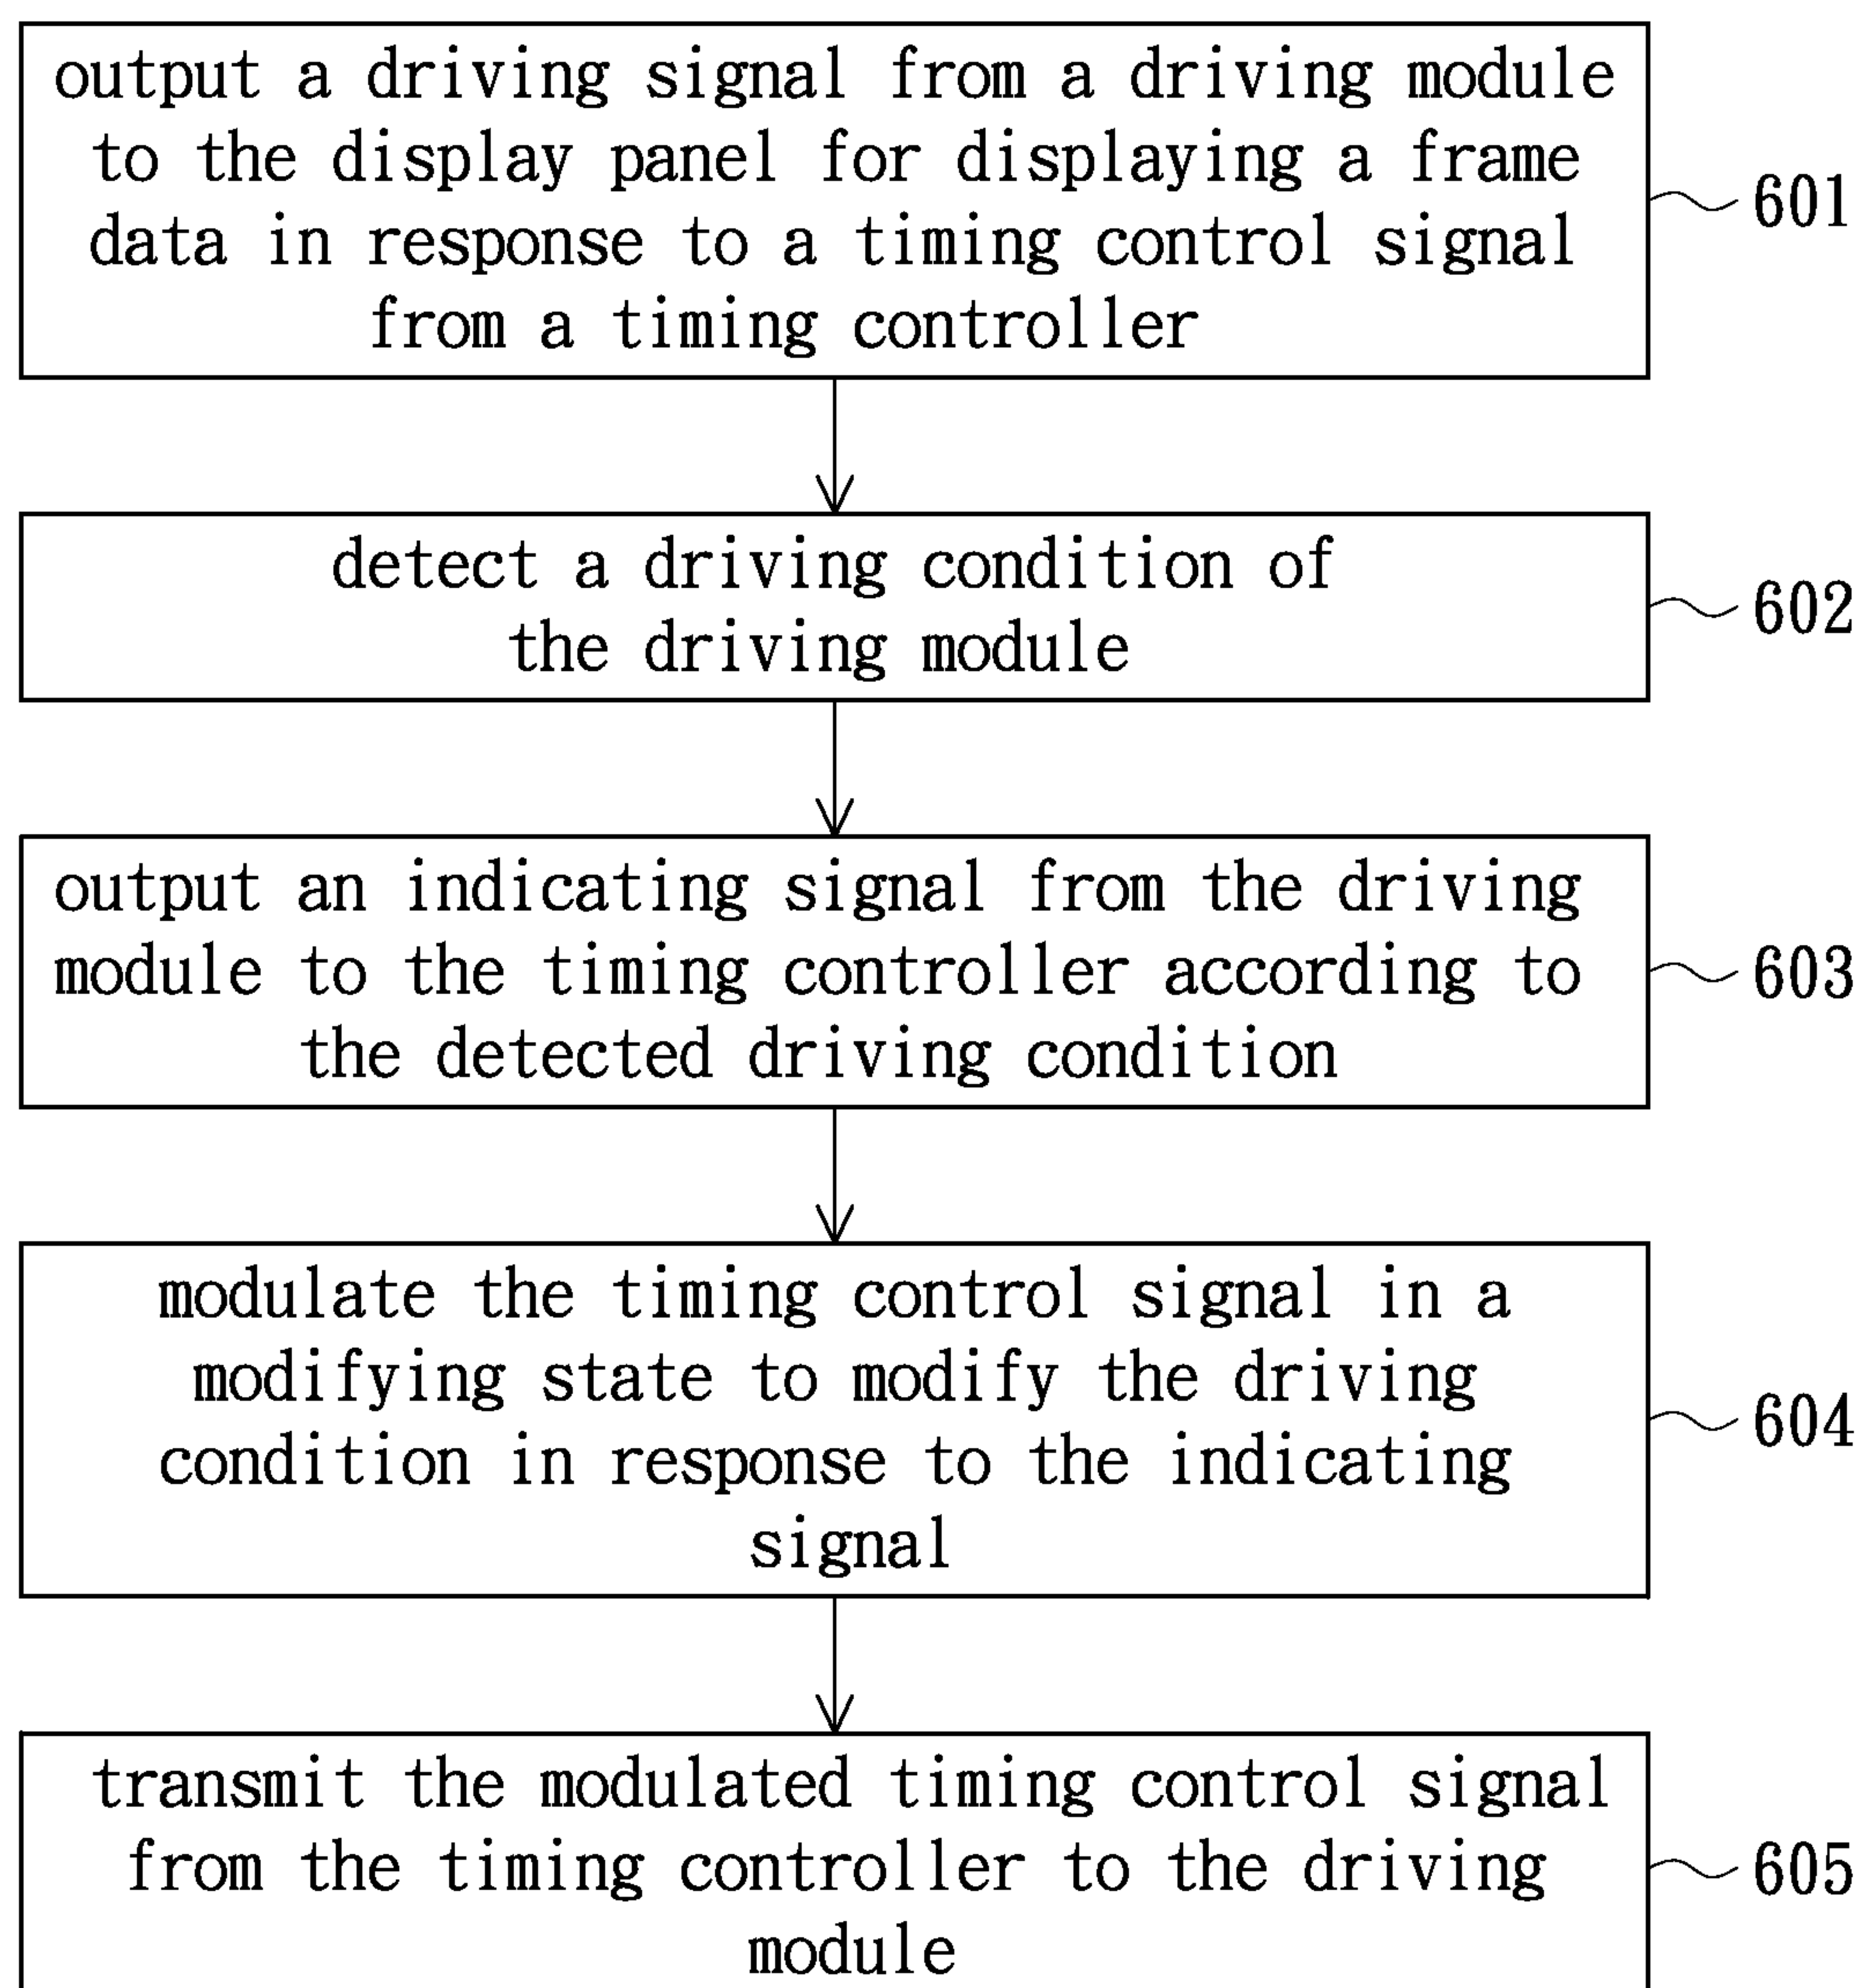 output a driving signal from a driving module
to the display panel for displaying a frame
data in response to a timing control signal
from a timing controller
601
detect a driving condition of
the driving module
602
output an indicating signal from the driving
module to the timing controller according to
the detected driving condition
603
modulate the timing control signal in a
modifying state to modify the driving
condition in response to the indicating
signal
604
transmit the modulated timing control signal
from the timing controller to the driving
module
605